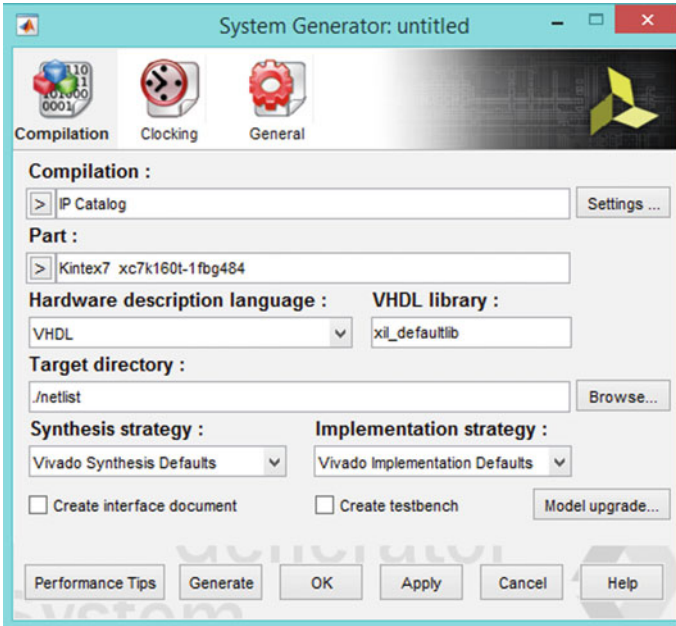 System Generator: untitled
Compilation
Clocking
General
Compilation :
> IP Catalog
Settings ...
Part :
> Kintex7 xc7k160t-1fbg484
Hardware description language :
VHDL library :
VHDL
xil_defaultlib
Target directory :
./netlist
Browse...
Synthesis strategy :
Implementation strategy :
Vivado Synthesis Defaults
Vivado Implementation Defaults
Create interface document
Create testbench
Model upgrade...
Performance Tips
Generate
OK
Apply
Cancel
Help
Generator
System